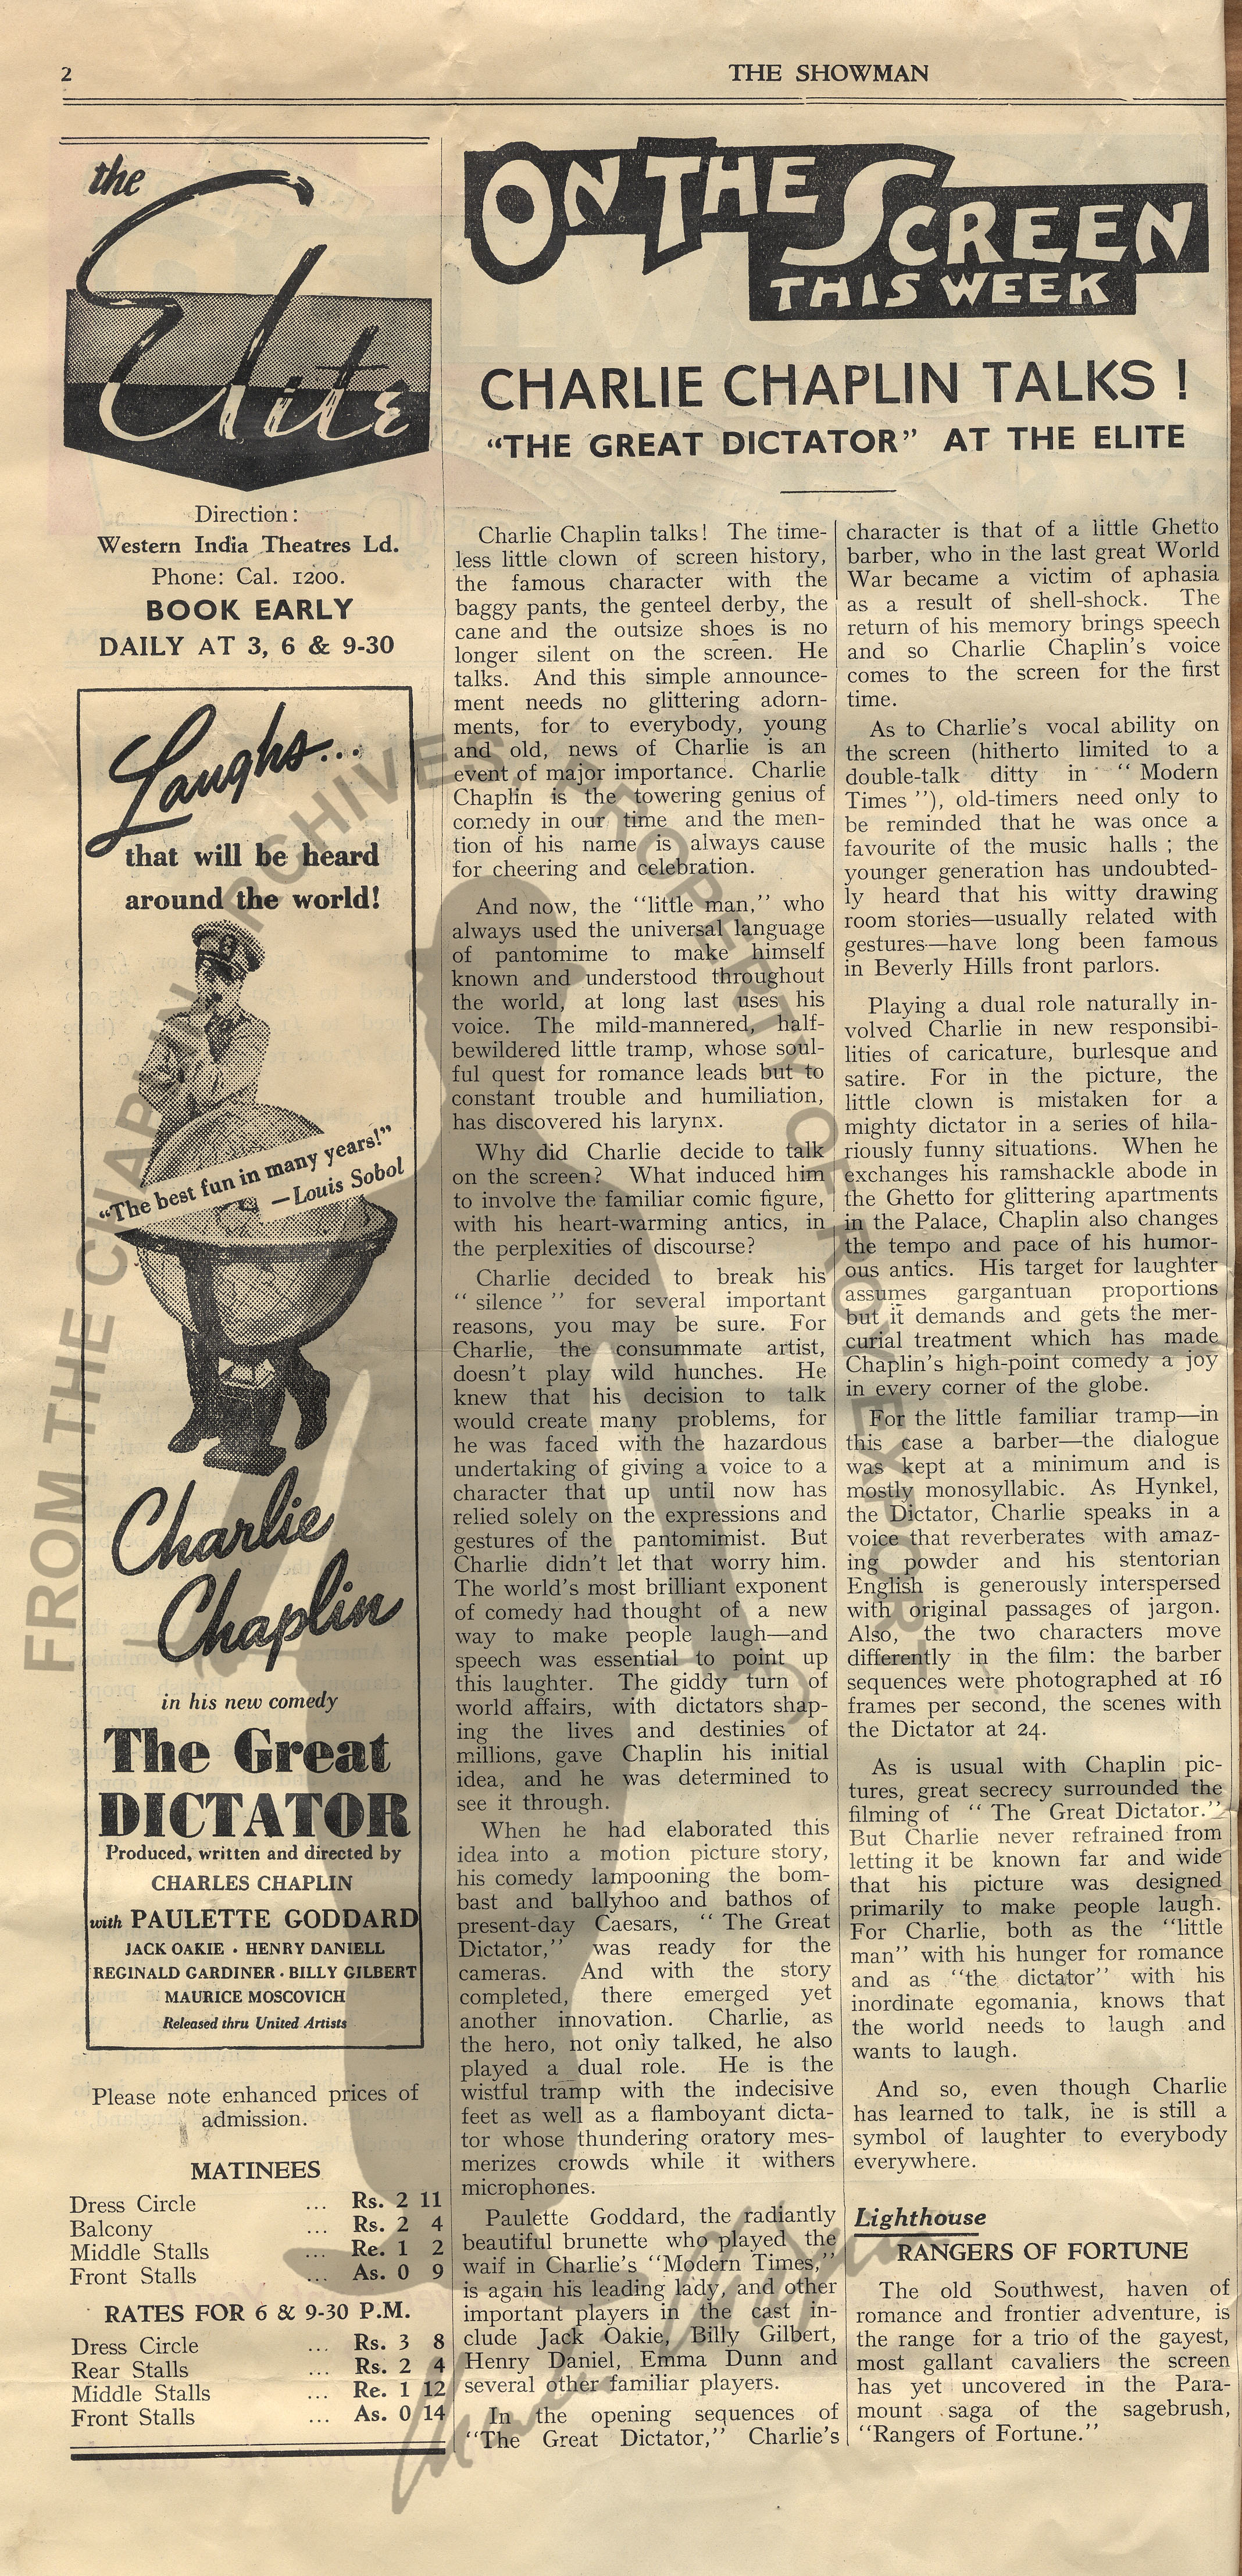 2
THE SHOWMAN
the
Elite
Direction:
Western India Theatres Ld.
Phone: Cal. 1200.
BOOK EARLY
DAILY AT 3, 6 & 9-30
Laughs...
that will be heard
around the world!
"The best fun in many years!"
—Louis Sobol
Charlie
Chaplin
in his new comedy
The Great
DICTATOR
Produced, written and directed by
CHARLES CHAPLIN
with PAULETTE GODDARD
JACK OAKIE · HENRY DANIELL
REGINALD GARDINER · BILLY GILBERT
MAURICE MOSCOVICH
Released thru United Artists
Please note enhanced prices of
admission.
MATINEES
Dress Circle ... Rs. 2 11
Balcony ... Rs. 2 4
Middle Stalls ... Re. 1 2
Front Stalls ... As. 0 9
RATES FOR 6 & 9-30 P.M.
Dress Circle ... Rs. 3 8
Rear Stalls ... Rs. 2 4
Middle Stalls ... Re. 1 12
Front Stalls ... As. 0 14
ON THE SCREEN
THIS WEEK
CHARLIE CHAPLIN TALKS !
"THE GREAT DICTATOR" AT THE ELITE
Charlie Chaplin talks! The time-
less little clown of screen history,
the famous character with the
baggy pants, the genteel derby, the
cane and the outsize shoes is no
longer silent on the screen. He
talks. And this simple announce-
ment needs no glittering adorn-
ments, for to everybody, young
and old, news of Charlie is an
event of major importance. Charlie
Chaplin is the towering genius of
comedy in our time and the men-
tion of his name is always cause
for cheering and celebration.
And now, the "little man," who
always used the universal language
of pantomime to make himself
known and understood throughout
the world, at long last uses his
voice. The mild-mannered, half-
bewildered little tramp, whose soul-
ful quest for romance leads but to
constant trouble and humiliation,
has discovered his larynx.
Why did Charlie decide to talk
on the screen? What induced him
to involve the familiar comic figure,
with his heart-warming antics, in
the perplexities of discourse?
Charlie decided to break his
"silence" for several important
reasons, you may be sure. For
Charlie, the consummate artist,
doesn't play wild hunches. He
knew that his decision to talk
would create many problems, for
he was faced with the hazardous
undertaking of giving a voice to a
character that up until now has
relied solely on the expressions and
gestures of the pantomimist. But
Charlie didn't let that worry him.
The world's most brilliant exponent
of comedy had thought of a new
way to make people laugh—and
speech was essential to point up
this laughter. The giddy turn of
world affairs, with dictators shap-
ing the lives and destinies of
millions, gave Chaplin his initial
idea, and he was determined to
see it through.
When he had elaborated this
idea into a motion picture story,
his comedy lampooning the bom-
bast and ballyhoo and bathos of
present-day Caesars, "The Great
Dictator," was ready for the
cameras. And with the story
completed, there emerged yet
another innovation. Charlie, as
the hero, not only talked, he also
played a dual role. He is the
wistful tramp with the indecisive
feet as well as a flamboyant dicta-
tor whose thundering oratory mes-
merizes crowds while it withers
microphones.
Paulette Goddard, the radiantly
beautiful brunette who played the
waif in Charlie's "Modern Times,"
is again his leading lady, and other
important players in the cast in-
clude Jack Oakie, Billy Gilbert,
Henry Daniel, Emma Dunn and
several other familiar players.
In the opening sequences of
"The Great Dictator," Charlie's
character is that of a little Ghetto
barber, who in the last great World
War became a victim of aphasia
as a result of shell-shock. The
return of his memory brings speech
and so Charlie Chaplin's voice
comes to the screen for the first
time.
As to Charlie's vocal ability on
the screen (hitherto limited to a
double-talk ditty in "Modern
Times"), old-timers need only to
be reminded that he was once a
favourite of the music halls ; the
younger generation has undoubted-
ly heard that his witty drawing
room stories—usually related with
gestures—have long been famous
in Beverly Hills front parlors.
Playing a dual role naturally in-
volved Charlie in new responsibi-
lities of caricature, burlesque and
satire. For in the picture, the
little clown is mistaken for a
mighty dictator in a series of hila-
riously funny situations. When he
exchanges his ramshackle abode in
the Ghetto for glittering apartments
in the Palace, Chaplin also changes
the tempo and pace of his humor-
ous antics. His target for laughter
assumes gargantuan proportions
but it demands and gets the mer-
curial treatment which has made
Chaplin's high-point comedy a joy
in every corner of the globe.
For the little familiar tramp—in
this case a barber—the dialogue
was kept at a minimum and is
mostly monosyllabic. As Hynkel,
the Dictator, Charlie speaks in a
voice that reverberates with amaz-
ing powder and his stentorian
English is generously interspersed
with original passages of jargon.
Also, the two characters move
differently in the film: the barber
sequences were photographed at 16
frames per second, the scenes with
the Dictator at 24.
As is usual with Chaplin pic-
tures, great secrecy surrounded the
filming of "The Great Dictator."
But Charlie never refrained from
letting it be known far and wide
that his picture was designed
primarily to make people laugh.
For Charlie, both as the "little
man" with his hunger for romance
and as "the dictator" with his
inordinate egomania, knows that
the world needs to laugh and
wants to laugh.
And so, even though Charlie
has learned to talk, he is still a
symbol of laughter to everybody
everywhere.
Lighthouse
RANGERS OF FORTUNE
The old Southwest, haven of
romance and frontier adventure, is
the range for a trio of the gayest,
most gallant cavaliers the screen
has yet uncovered in the Para-
mount saga of the sagebrush,
"Rangers of Fortune."
FROM THE CHAPLIN ARCHIVES, PROPERTY OF ROY EXPORT